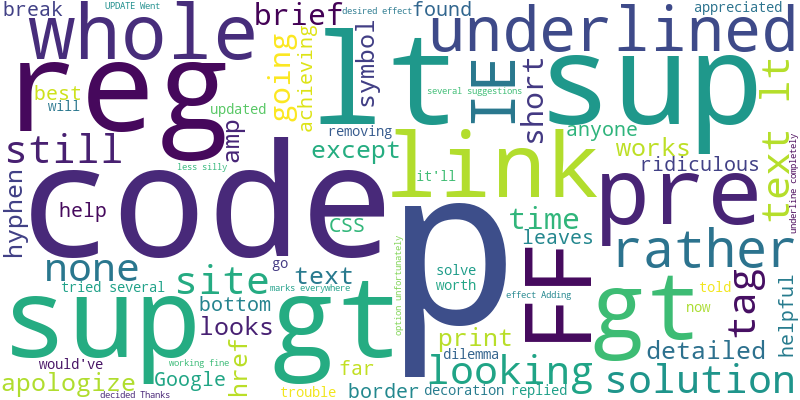 break
UPDATE Went
whole
brief
desired effect
found
underlined
appreciated
reg
best
will
updated
going
achieving
lt
symbol
several suggestions
IE
short
sup
text lt
still
amp
less silly
removing
except
it'll
link
anyone
works
ridiculous
underline completely
hyphen
code
help
CSS
p
pre
time
leaves
FF
rather
none
go
site
text
option unfortunately
solve
worth
told
now
tag
helpful
sup
tried several
marks everywhere
gt
effect Adding
gt
bottom
looks
print
detailed
would've
working fine
href
far
dilemma
looking
solution
apologize
Google
decided Thanks
trouble
border
decoration
replied